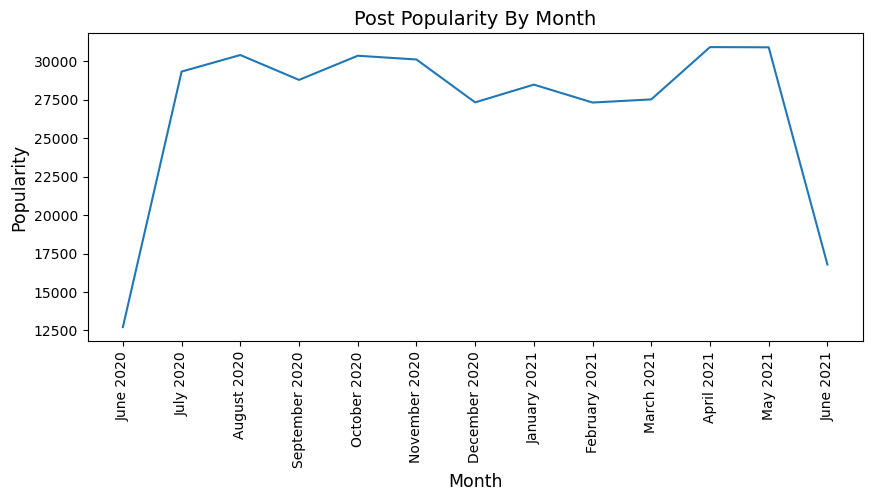 Post Popularity By Month
Popularity
30000
27500
25000
22500
20000
17500
15000
12500
June 2020
July 2020
August 2020
September 2020
October 2020
November 2020
December 2020
January 2021
February 2021
March 2021
April 2021
May 2021
June 2021
Month